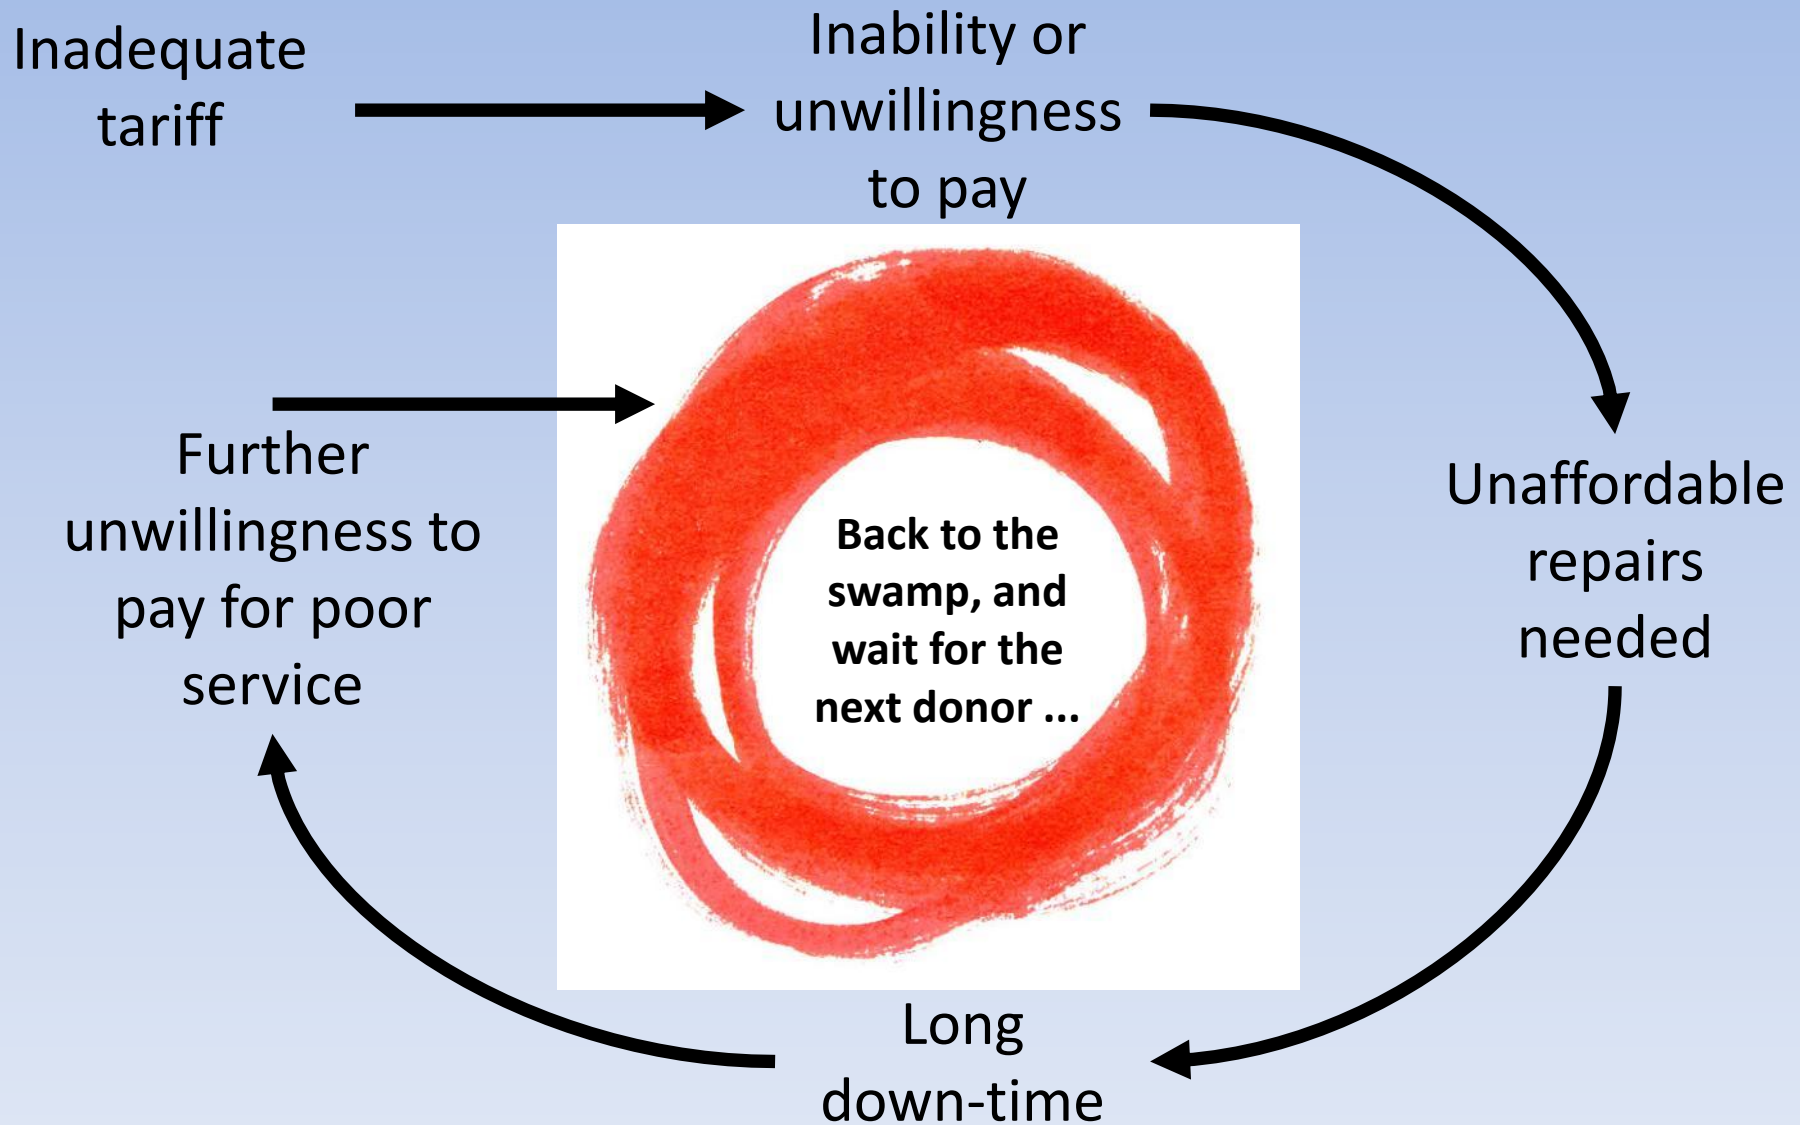 Inadequate
tariff
Inability or
unwillingness
to pay
Unaffordable
repairs
needed
Long
down-time
Further
unwillingness to
pay for poor
service
Back to the
swamp, and
wait for the
next donor ...